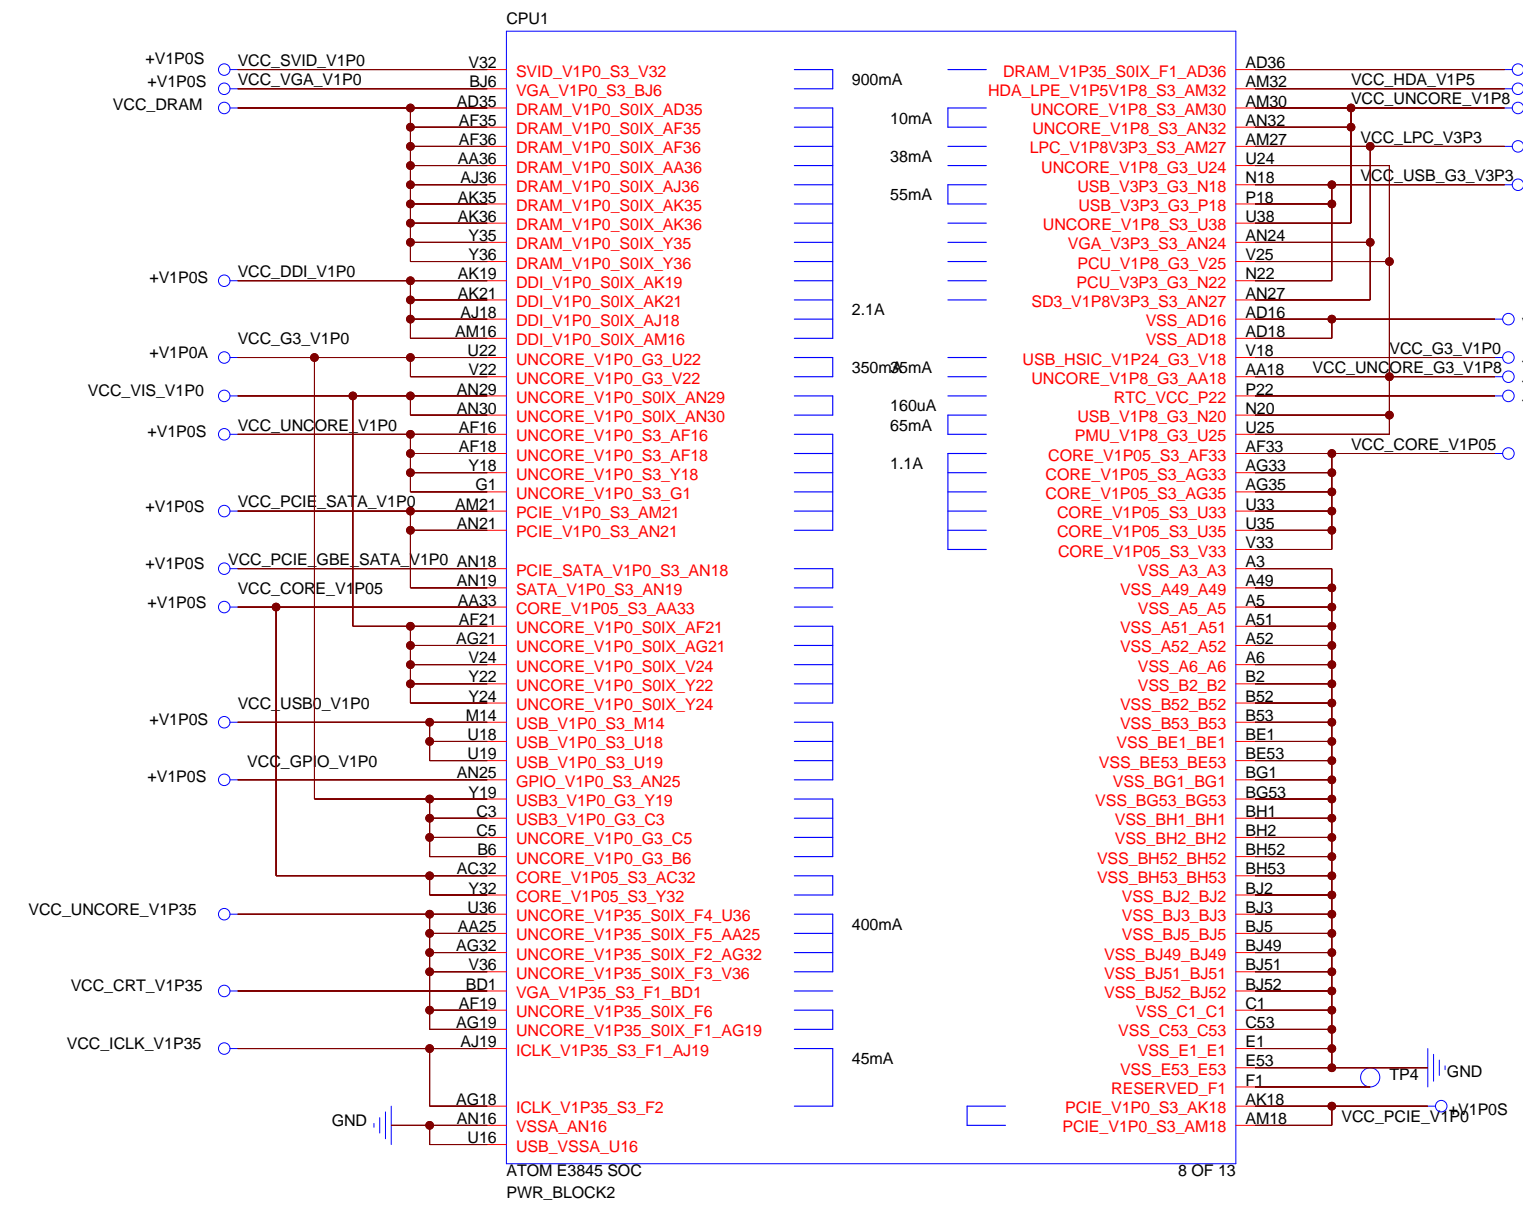 CPU1
+V1P0S VCC_SVID_V1P0 V32 SVID_V1P0_S3_V32 900mA DRAM_V1P35_S0IX_F1_AD36 AD36
+V1P0S VCC_VGA_V1P0 BJ6 VGA_V1P0_S3_BJ6 HDA_LPE_V1P5V1P8_S3_AM32 AM32 VCC_HDA_V1P5
VCC_DRAM AD35 DRAM_V1P0_S0IX_AD35 10mA UNCORE_V1P8_S3_AM30 AM30 VCC_UNCORE_V1P8
AF35 DRAM_V1P0_S0IX_AF35 UNCORE_V1P8_S3_AN32 AN32
AF36 DRAM_V1P0_S0IX_AF36 38mA LPC_V1P8V3P3_S3_AM27 AM27 VCC_LPC_V3P3
AA36 DRAM_V1P0_S0IX_AA36 UNCORE_V1P8_G3_U24 U24
AJ36 DRAM_V1P0_S0IX_AJ36 55mA USB_V3P3_G3_N18 N18 VCC_USB_G3_V3P3
AK35 DRAM_V1P0_S0IX_AK35 USB_V3P3_G3_P18 P18
AK36 DRAM_V1P0_S0IX_AK36 UNCORE_V1P8_S3_U38 U38
Y35 DRAM_V1P0_S0IX_Y35 VGA_V3P3_S3_AN24 AN24
Y36 DRAM_V1P0_S0IX_Y36 PCU_V1P8_G3_V25 V25
+V1P0S VCC_DDI_V1P0 AK19 DDI_V1P0_S0IX_AK19 PCU_V3P3_G3_N22 N22
AK21 DDI_V1P0_S0IX_AK21 SD3_V1P8V3P3_S3_AN27 AN27
AJ18 DDI_V1P0_S0IX_AJ18 2.1A VSS_AD16 AD16
AM16 DDI_V1P0_S0IX_AM16 VSS_AD18 AD18
+V1P0A VCC_G3_V1P0 U22 UNCORE_V1P0_G3_U22 350mA 35mA USB_HSIC_V1P24_G3_V18 V18 VCC_G3_V1P0
V22 UNCORE_V1P0_G3_V22 UNCORE_V1P8_G3_AA18 AA18 VCC_UNCORE_G3_V1P8
VCC_VIS_V1P0 AN29 UNCORE_V1P0_S0IX_AN29 160uA RTC_VCC_P22 P22
AN30 UNCORE_V1P0_S0IX_AN30 65mA USB_V1P8_G3_N20 N20
+V1P0S VCC_UNCORE_V1P0 AF16 UNCORE_V1P0_S3_AF16 PMU_V1P8_G3_U25 U25
AF18 UNCORE_V1P0_S3_AF18 1.1A CORE_V1P05_S3_AF33 AF33 VCC_CORE_V1P05
Y18 UNCORE_V1P0_S3_Y18 CORE_V1P05_S3_AG33 AG33
G1 UNCORE_V1P0_S3_G1 CORE_V1P05_S3_AG35 AG35
+V1P0S VCC_PCIE_SATA_V1P0 AM21 PCIE_V1P0_S3_AM21 CORE_V1P05_S3_U33 U33
AN21 PCIE_V1P0_S3_AN21 CORE_V1P05_S3_U35 U35
CORE_V1P05_S3_V33 V33
+V1P0S VCC_PCIE_GBE_SATA_V1P0 AN18 PCIE_SATA_V1P0_S3_AN18 VSS_A3_A3 A3
AN19 SATA_V1P0_S3_AN19 VSS_A49_A49 A49
+V1P0S VCC_CORE_V1P05 AA33 CORE_V1P05_S3_AA33 VSS_A5_A5 A5
AF21 UNCORE_V1P0_S0IX_AF21 VSS_A51_A51 A51
AG21 UNCORE_V1P0_S0IX_AG21 VSS_A52_A52 A52
V24 UNCORE_V1P0_S0IX_V24 VSS_A6_A6 A6
Y22 UNCORE_V1P0_S0IX_Y22 VSS_B2_B2 B2
Y24 UNCORE_V1P0_S0IX_Y24 VSS_B52_B52 B52
+V1P0S VCC_USB0_V1P0 M14 USB_V1P0_S3_M14 VSS_B53_B53 B53
U18 USB_V1P0_S3_U18 VSS_BE1_BE1 BE1
U19 USB_V1P0_S3_U19 VSS_BE53_BE53 BE53
+V1P0S VCC_GPIO_V1P0 AN25 GPIO_V1P0_S3_AN25 VSS_BG1_BG1 BG1
Y19 USB3_V1P0_G3_Y19 VSS_BG53_BG53 BG53
C3 USB3_V1P0_G3_C3 VSS_BH1_BH1 BH1
C5 UNCORE_V1P0_G3_C5 VSS_BH2_BH2 BH2
B6 UNCORE_V1P0_G3_B6 VSS_BH52_BH52 BH52
AC32 CORE_V1P05_S3_AC32 VSS_BH53_BH53 BH53
Y32 CORE_V1P05_S3_Y32 VSS_BJ2_BJ2 BJ2
VCC_UNCORE_V1P35 U36 UNCORE_V1P35_S0IX_F4_U36 400mA VSS_BJ3_BJ3 BJ3
AA25 UNCORE_V1P35_S0IX_F5_AA25 VSS_BJ5_BJ5 BJ5
AG32 UNCORE_V1P35_S0IX_F2_AG32 VSS_BJ49_BJ49 BJ49
V36 UNCORE_V1P35_S0IX_F3_V36 VSS_BJ51_BJ51 BJ51
VCC_CRT_V1P35 BD1 VGA_V1P35_S3_F1_BD1 VSS_BJ52_BJ52 BJ52
AF19 UNCORE_V1P35_S0IX_F6 VSS_C1_C1 C1
AG19 UNCORE_V1P35_S0IX_F1_AG19 VSS_C53_C53 C53
VCC_ICLK_V1P35 AJ19 ICLK_V1P35_S3_F1_AJ19 45mA VSS_E1_E1 E1
VSS_E53_E53 E53 GND
RESERVED_F1 F1 TP4
AG18 ICLK_V1P35_S3_F2 PCIE_V1P0_S3_AK18 AK18 +V1P0S
GND AN16 VSSA_AN16 PCIE_V1P0_S3_AM18 AM18 VCC_PCIE_V1P0
U16 USB_VSSA_U16
ATOM E3845 SOC 8 OF 13
PWR_BLOCK2